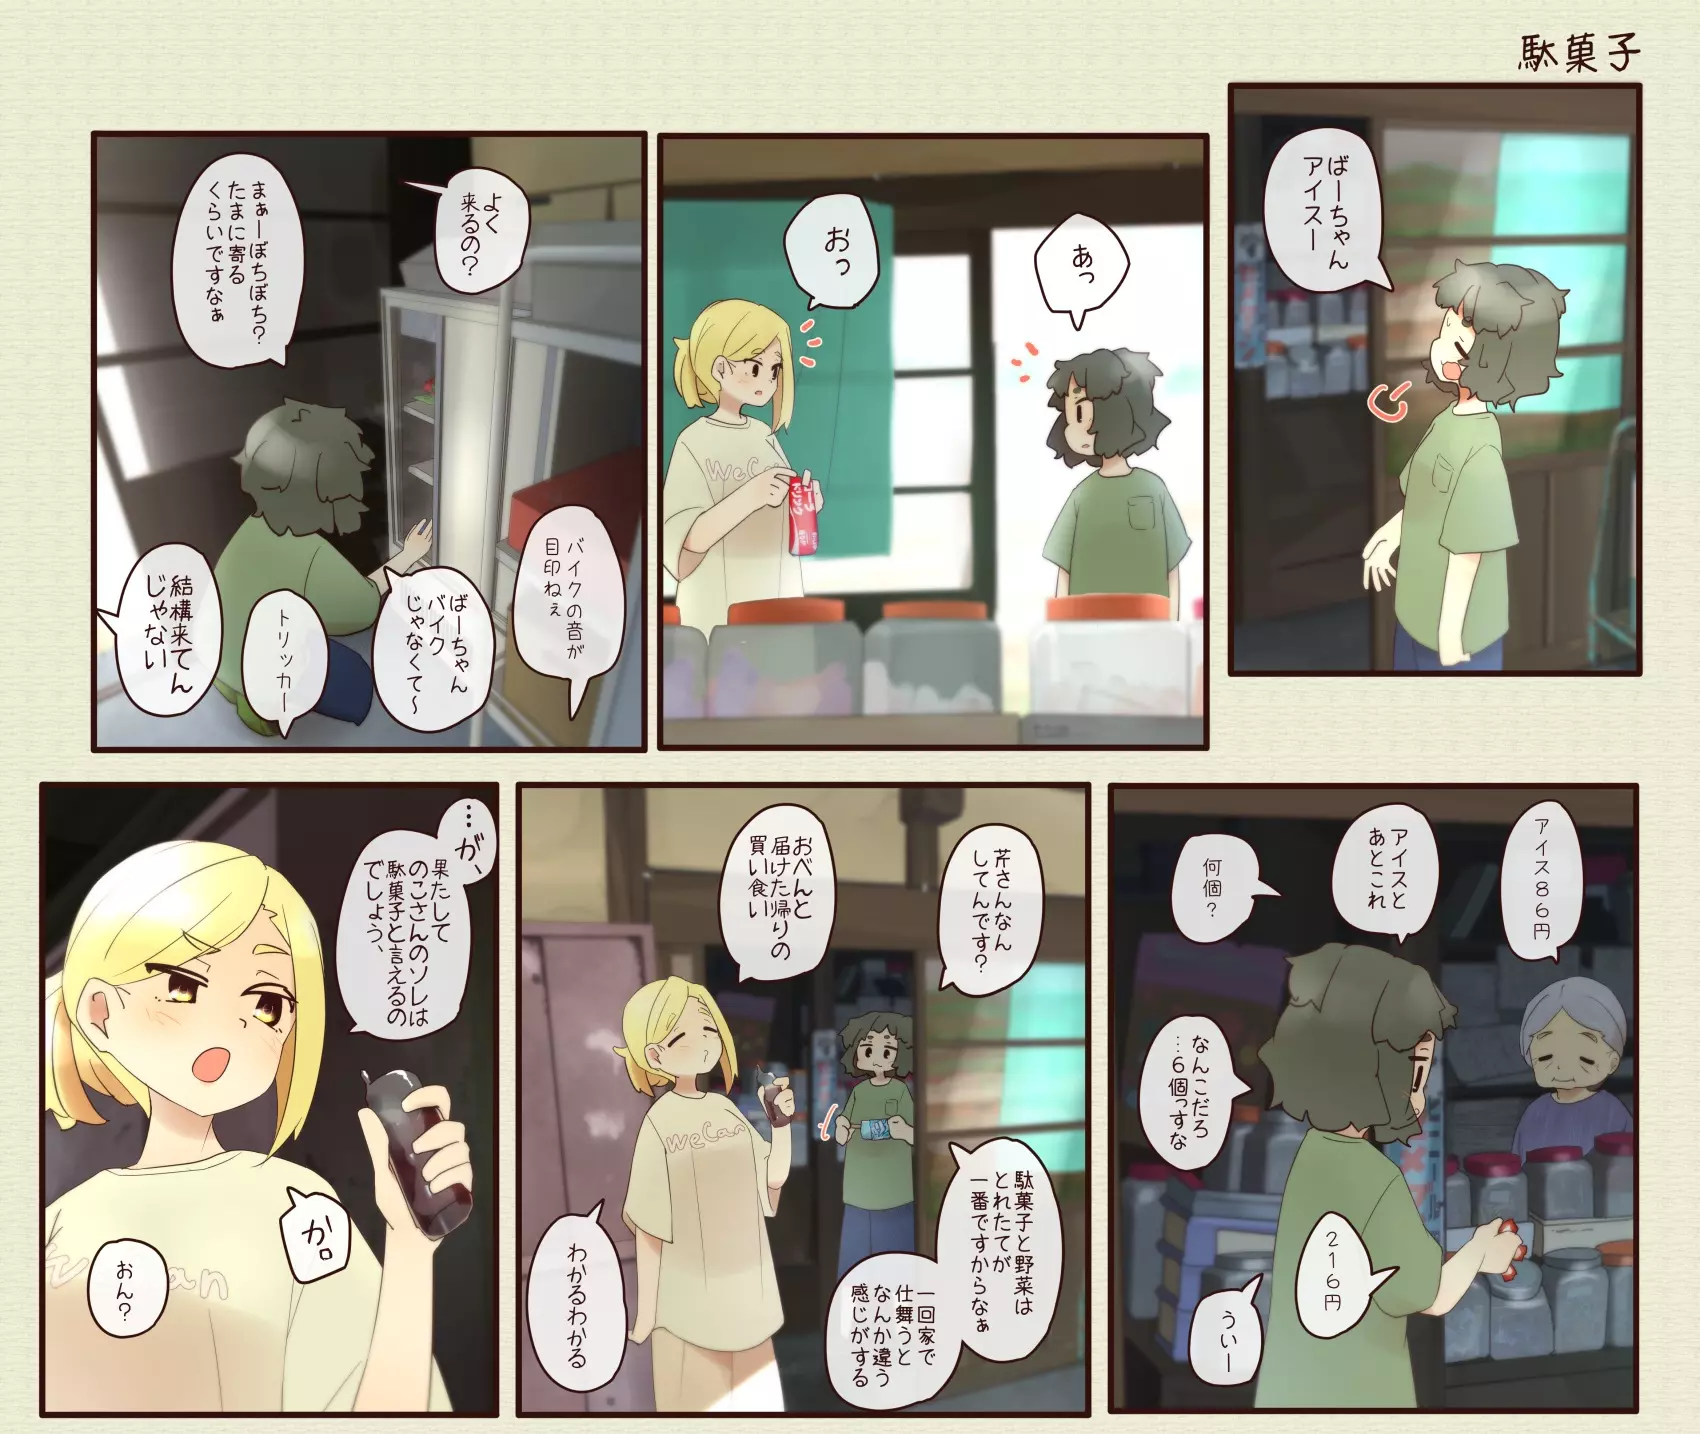 駄菓子
ばーちゃん
アイスー
あっ
おっ
WeCan
コーラ
ドリンク
よく
来るの?
まぁーぼちぼち?
たまに寄る
くらいですなぁ
バイクの音が
目印ねぇ
ばーちゃん
バイク
じゃなくて〜
トリッカー
結構来てん
じゃない
アイス86円
アイスと
あとこれ
何個?
なんこだろ
…6個っすな
216円
ういー
芹さんなん
してんです?
おべんと
届けた帰りの
買い食い
WeCan
駄菓子と野菜は
とれたてが
一番ですからなぁ
一回家で
仕舞うと
なんか違う
感じがする
わかるわかる
…が、
果たして
のこさんのソレは
駄菓子と言えるの
でしょう、
か。
おん?